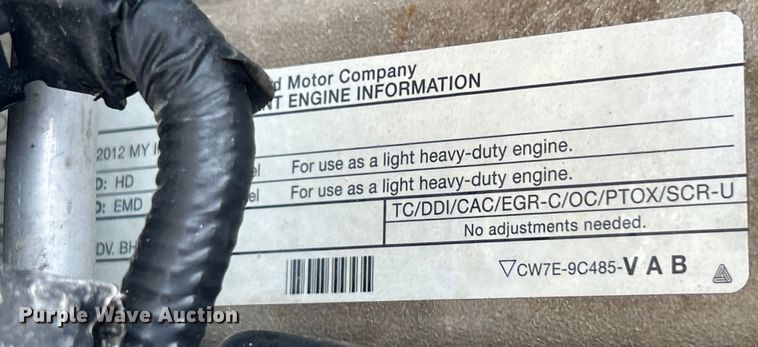 d Motor Company
NT ENGINE INFORMATION
2012 MY
For use as a light heavy-duty engine.
D: HD el For use as a light heavy-duty engine.
D: EMD el
TC/DDI/CAC/EGR-C/OC/PTOX/SCR-U
No adjustments needed.
DV. BH
▽CW7E-9C485-VAB
Purple Wave Auction